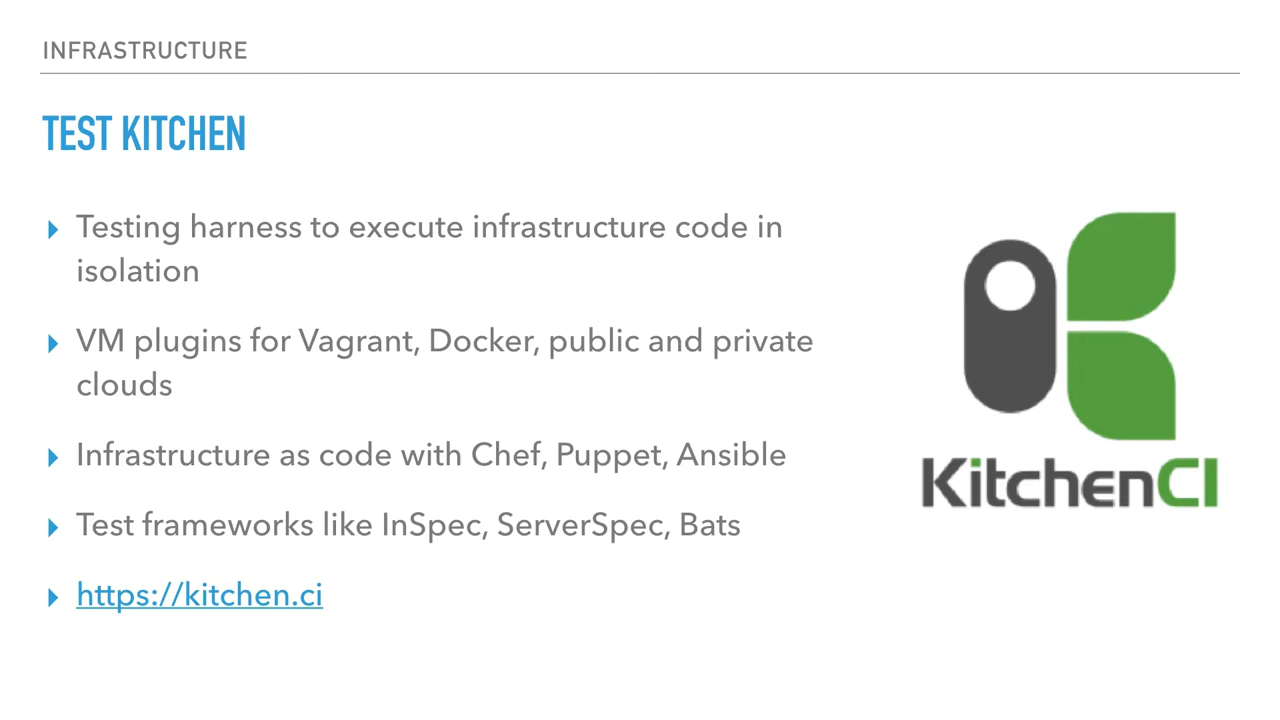 INFRASTRUCTURE
TEST KITCHEN
▸ Testing harness to execute infrastructure code in
isolation
▸ VM plugins for Vagrant, Docker, public and private
clouds
▸ Infrastructure as code with Chef, Puppet, Ansible
▸ Test frameworks like InSpec, ServerSpec, Bats
▸ https://kitchen.ci
KitchenCI